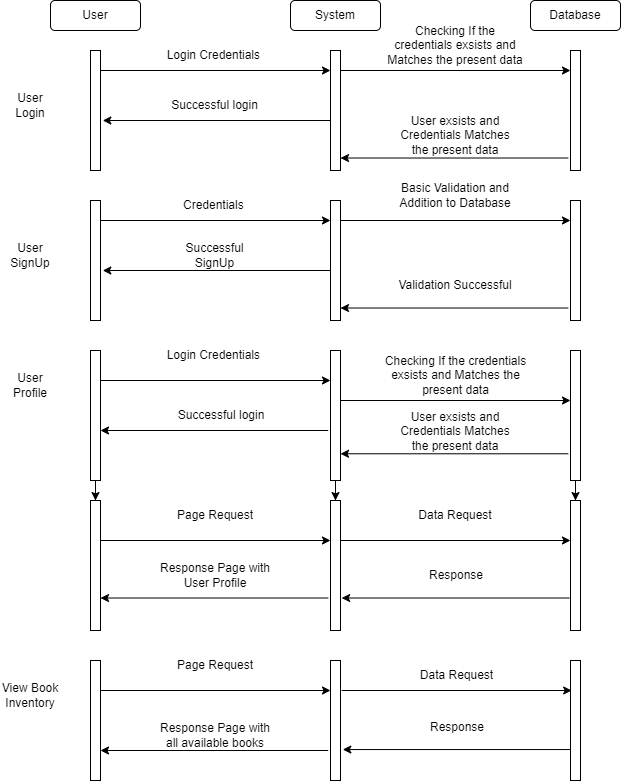 User
System
Database
User
Login
Login Credentials
Checking If the
credentials exsists and
Matches the present data
Successful login
User exsists and
Credentials Matches
the present data
User
SignUp
Credentials
Basic Validation and
Addition to Database
Successful
SignUp
Validation Successful
User
Profile
Login Credentials
Checking If the credentials
exsists and Matches the
present data
Successful login
User exsists and
Credentials Matches
the present data
Page Request
Data Request
Response Page with
User Profile
Response
View Book
Inventory
Page Request
Data Request
Response Page with
all available books
Response